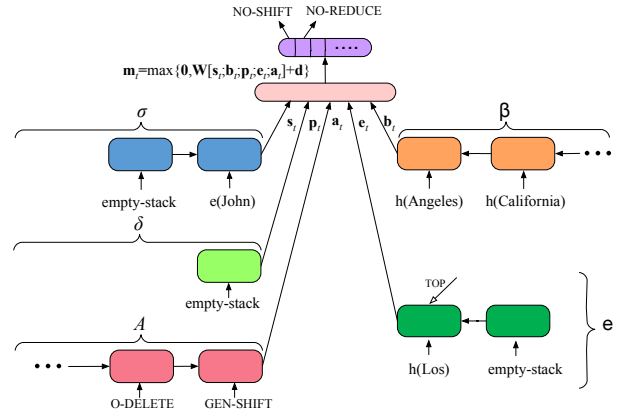 NO-SHIFT NO-REDUCE
m_t=max{0,W[s_t;b_t;p_t;e_t;a_t]+d}
σ s_t p_t a_t e_t b_t β
empty-stack e(John) h(Angeles) h(California)
δ
empty-stack
TOP
e
A
h(Los) empty-stack
O-DELETE GEN-SHIFT